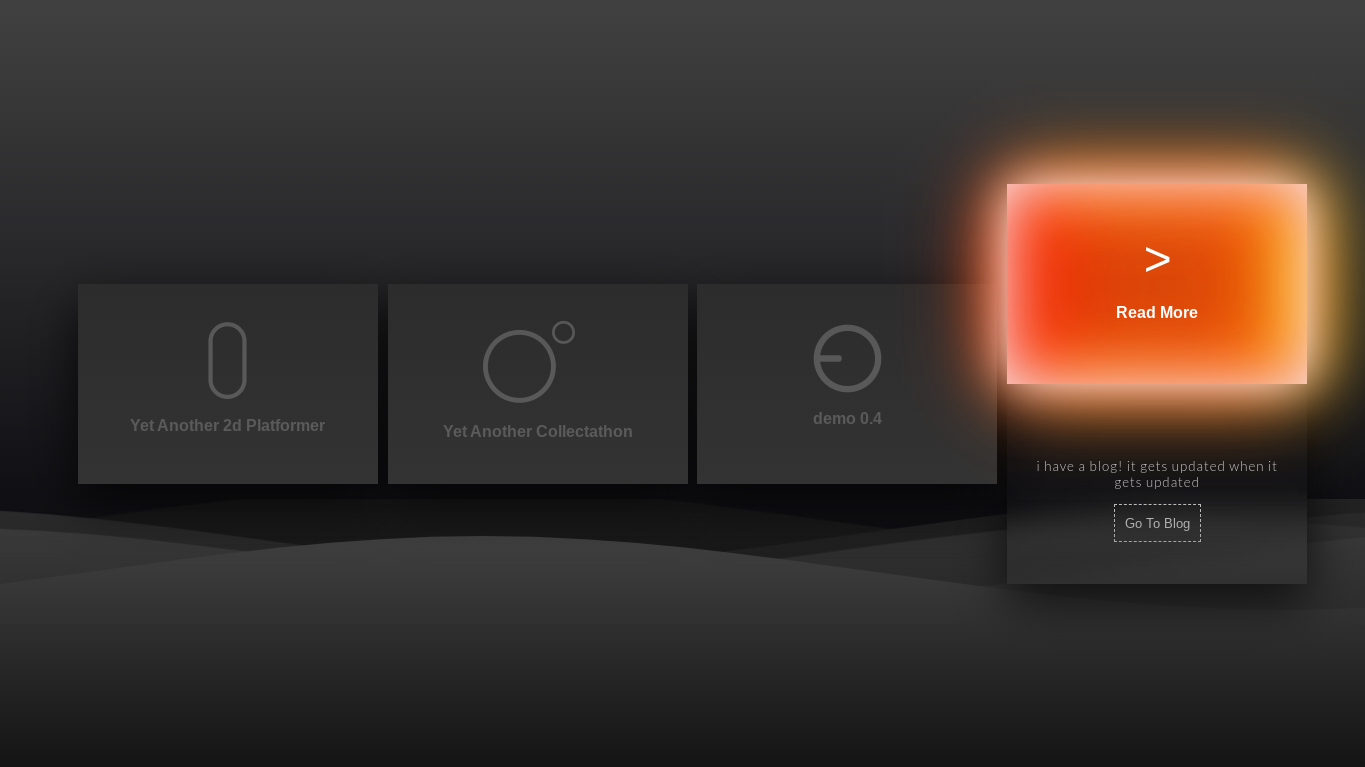 Yet Another 2d Platformer
Yet Another Collectathon
demo 0.4
>
Read More
i have a blog! it gets updated when it
gets updated
Go To Blog